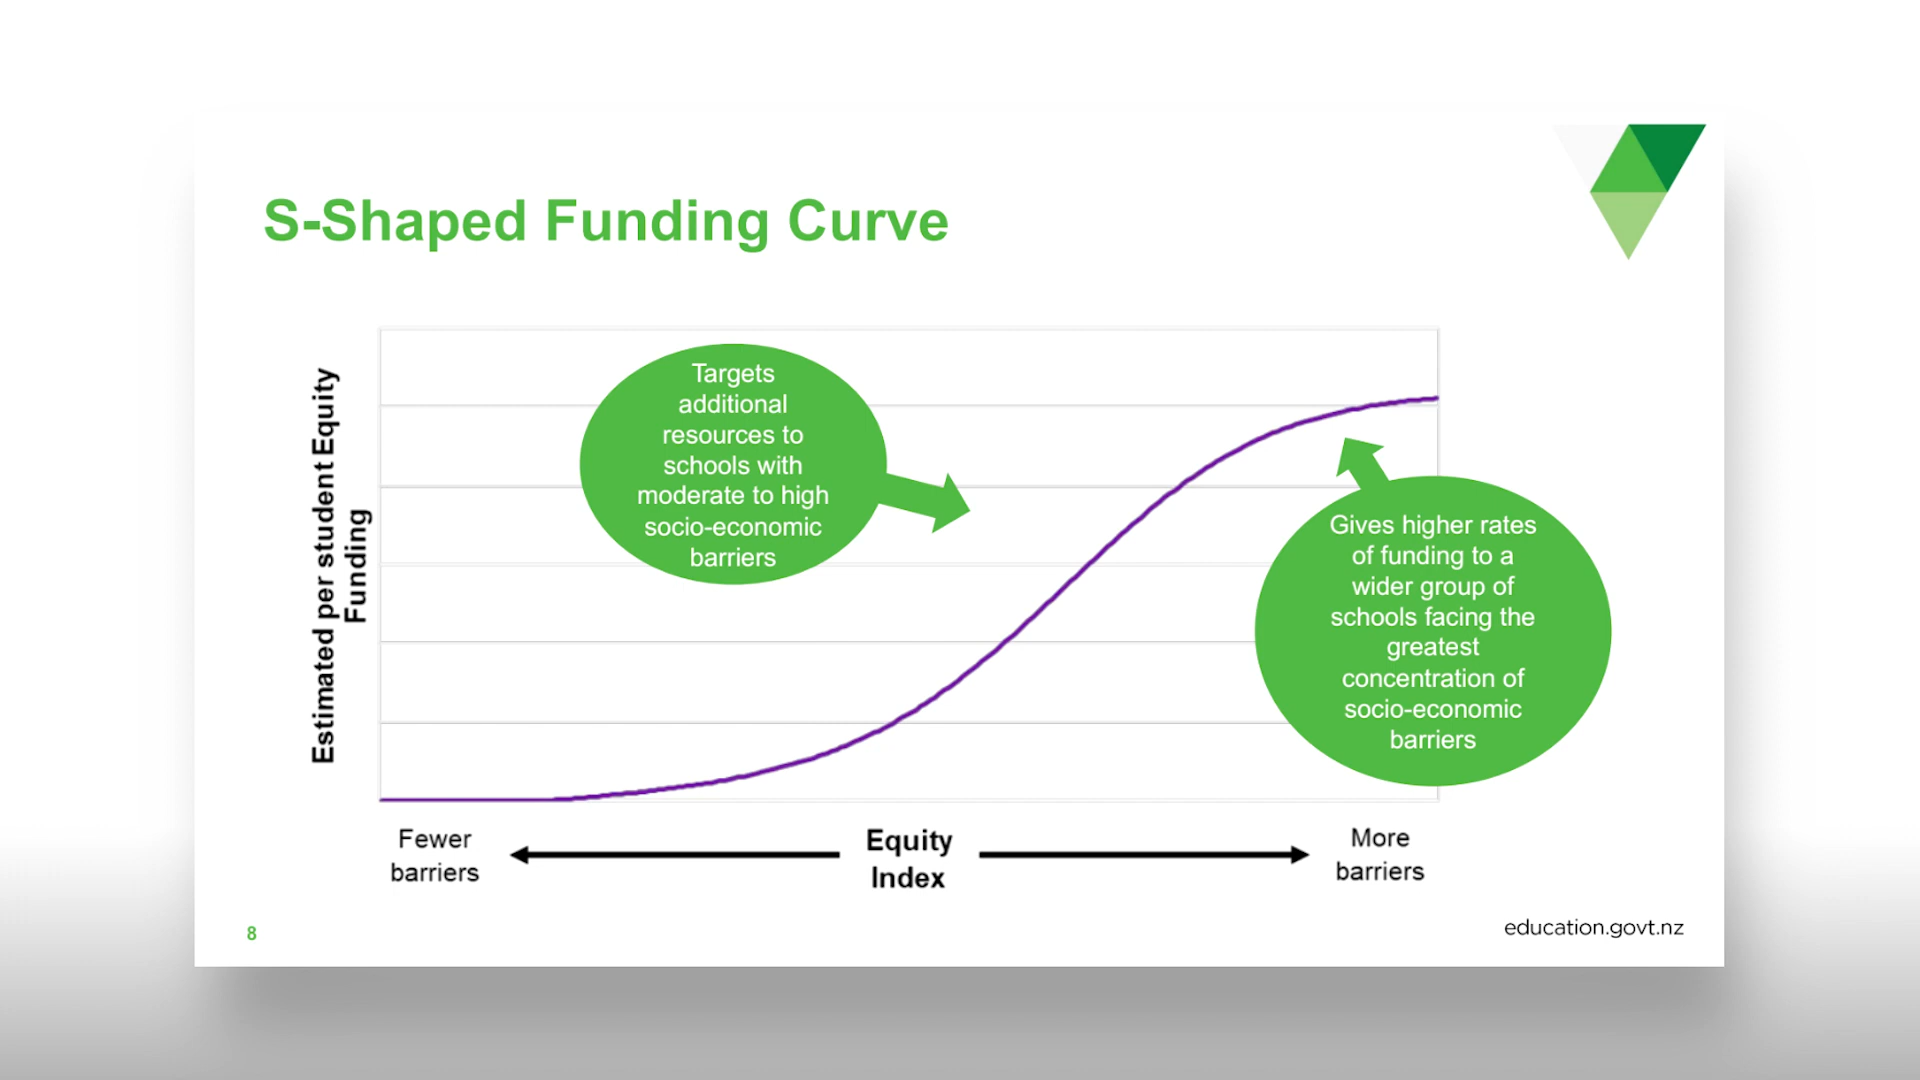 S-Shaped Funding Curve
Estimated per student Equity
Funding
Targets
additional
resources to
schools with
moderate to high
socio-economic
barriers
Gives higher rates
of funding to a
wider group of
schools facing the
greatest
concentration of
socio-economic
barriers
Fewer
barriers
Equity
Index
More
barriers
8
education.govt.nz